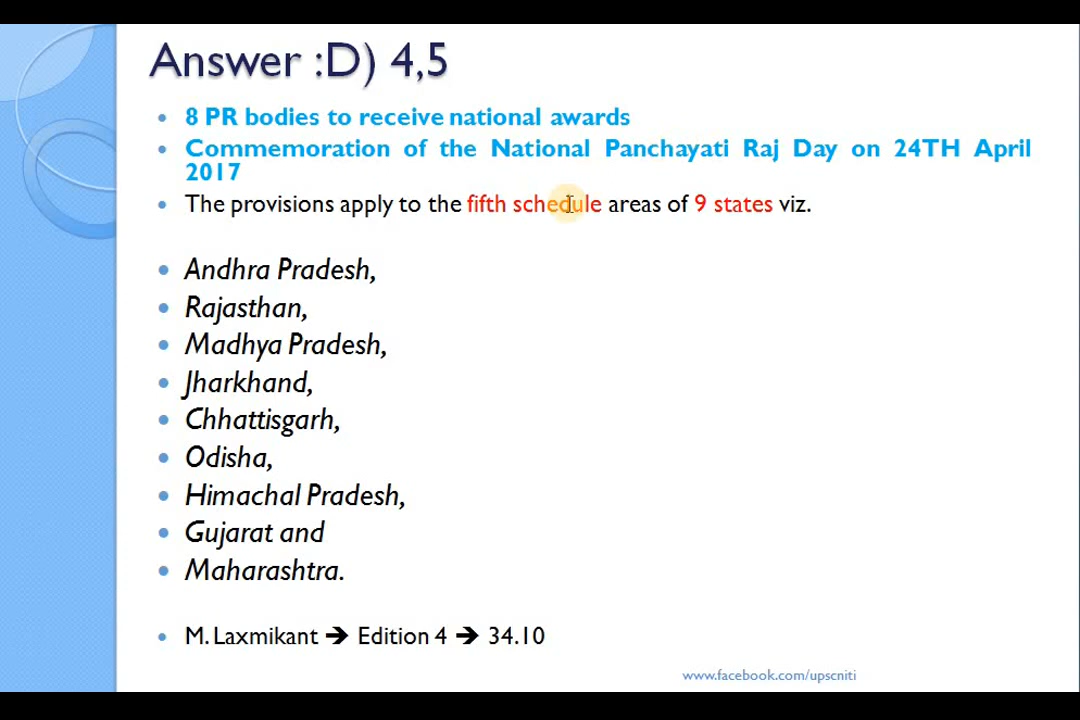 Answer :D) 4,5
• 8 PR bodies to receive national awards
• Commemoration of the National Panchayati Raj Day on 24TH April
2017
• The provisions apply to the fifth schedule areas of 9 states viz.
• Andhra Pradesh,
• Rajasthan,
• Madhya Pradesh,
• Jharkhand,
• Chhattisgarh,
• Odisha,
• Himachal Pradesh,
• Gujarat and
• Maharashtra.
• M. Laxmikant ➔ Edition 4 ➔ 34.10
www.facebook.com/upscniti